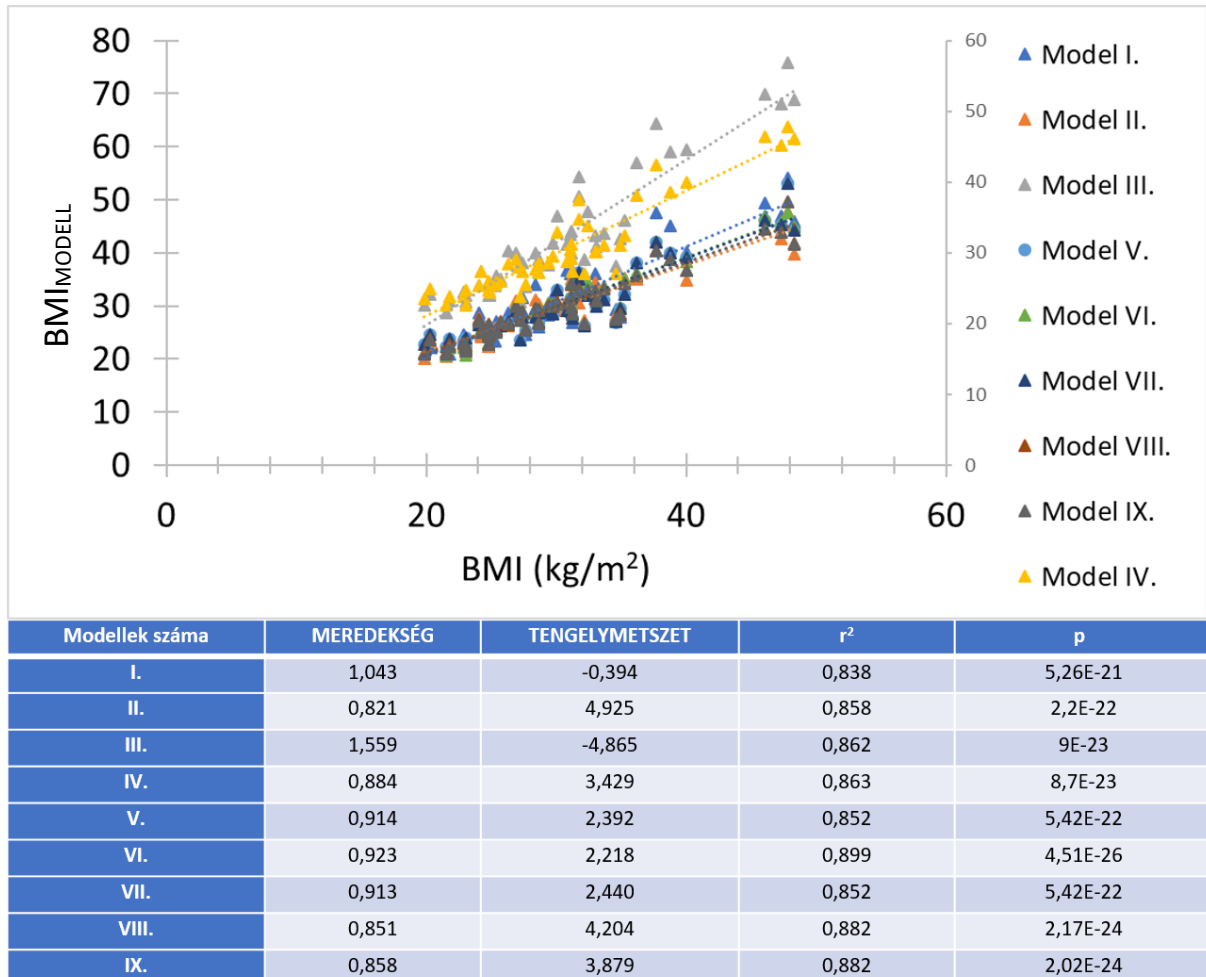 80
70
60
50
40
30
20
10
0
BMI_MODELL
60
50
40
30
20
10
0
0 20 40 60
BMI (kg/m²)
Model I.
Model II.
Model III.
Model V.
Model VI.
Model VII.
Model VIII.
Model IX.
Model IV.
Modellek száma MEREDEKSÉG TENGELYMETSZET r² p
I. 1,043 -0,394 0,838 5,26E-21
II. 0,821 4,925 0,858 2,2E-22
III. 1,559 -4,865 0,862 9E-23
IV. 0,884 3,429 0,863 8,7E-23
V. 0,914 2,392 0,852 5,42E-22
VI. 0,923 2,218 0,899 4,51E-26
VII. 0,913 2,440 0,852 5,42E-22
VIII. 0,851 4,204 0,882 2,17E-24
IX. 0,858 3,879 0,882 2,02E-24